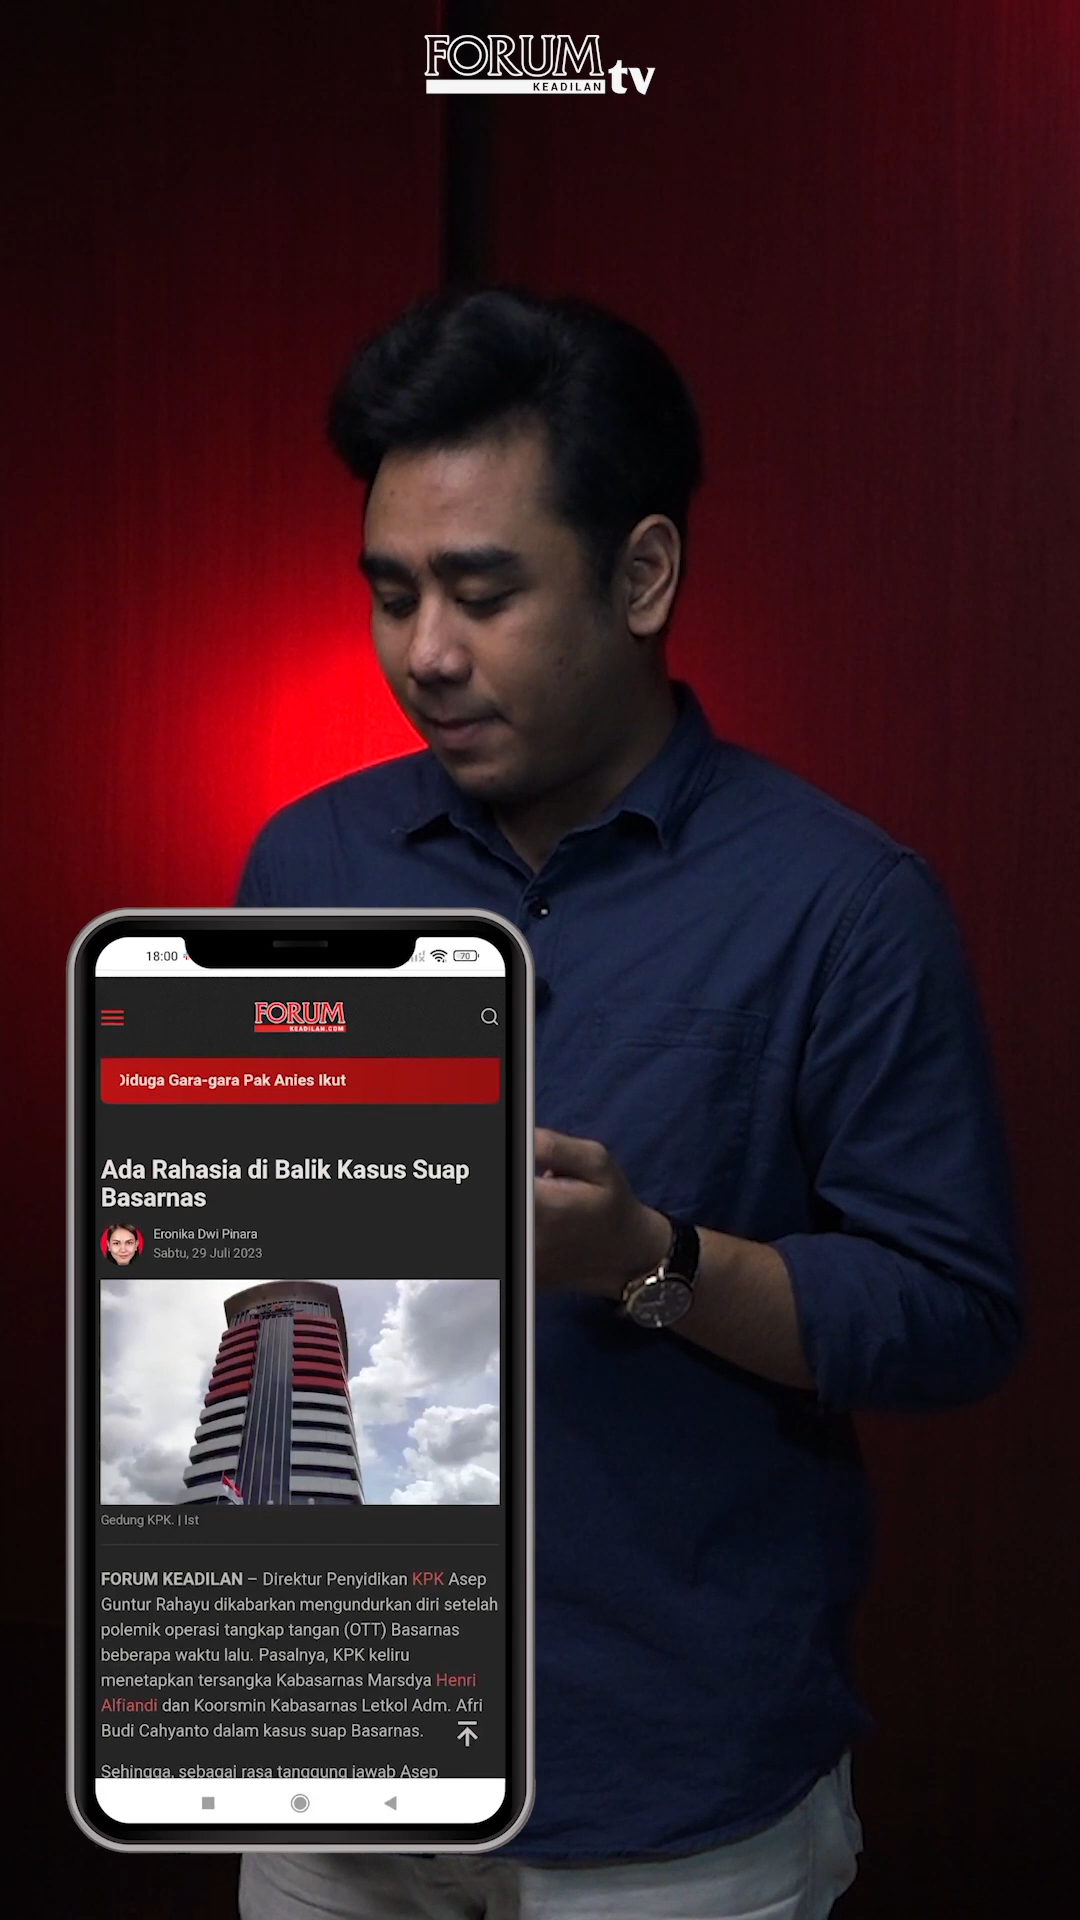 FORUM
KEADILAN tv
18:00
70
FORUM
KEADILAN.COM
Diduga Gara-gara Pak Anies Ikut
Ada Rahasia di Balik Kasus Suap
Basarnas
Eronika Dwi Pinara
Sabtu, 29 Juli 2023
Gedung KPK. | Ist
FORUM KEADILAN – Direktur Penyidikan KPK Asep
Guntur Rahayu dikabarkan mengundurkan diri setelah
polemik operasi tangkap tangan (OTT) Basarnas
beberapa waktu lalu. Pasalnya, KPK keliru
menetapkan tersangka Kabasarnas Marsdya Henri
Alfiandi dan Koorsmin Kabasarnas Letkol Adm. Afri
Budi Cahyanto dalam kasus suap Basarnas.
Sehingga, sebagai rasa tanggung jawab Asep